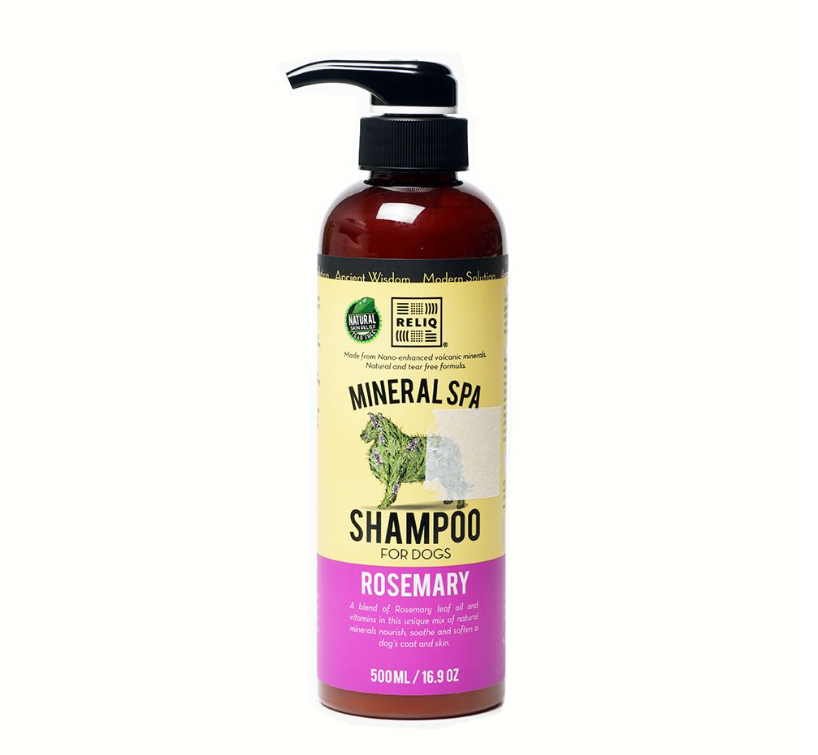 Ancient Wisdom Modern Solution
NATURAL
SKIN RELIEF
RELIQ
®
Made from Nano-enhanced volcanic minerals.
Natural and tear free formula.
MINERAL SPA
SHAMPOO
FOR DOGS
ROSEMARY
A blend of Rosemary leaf oil and
vitamins in this unique mix of natural
minerals nourish, soothe and soften a
dog's coat and skin.
500ML / 16.9 OZ